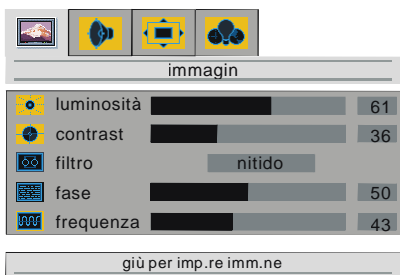 immagin
luminosità 61
contrast 36
filtro nitido
fase 50
frequenza 43
giù per imp.re imm.ne